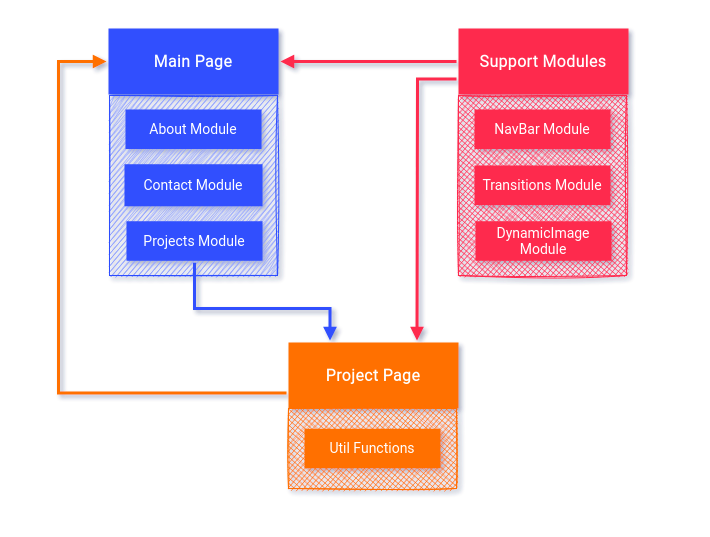 Main Page
About Module
Contact Module
Projects Module
Support Modules
NavBar Module
Transitions Module
DynamicImage
Module
Project Page
Util Functions